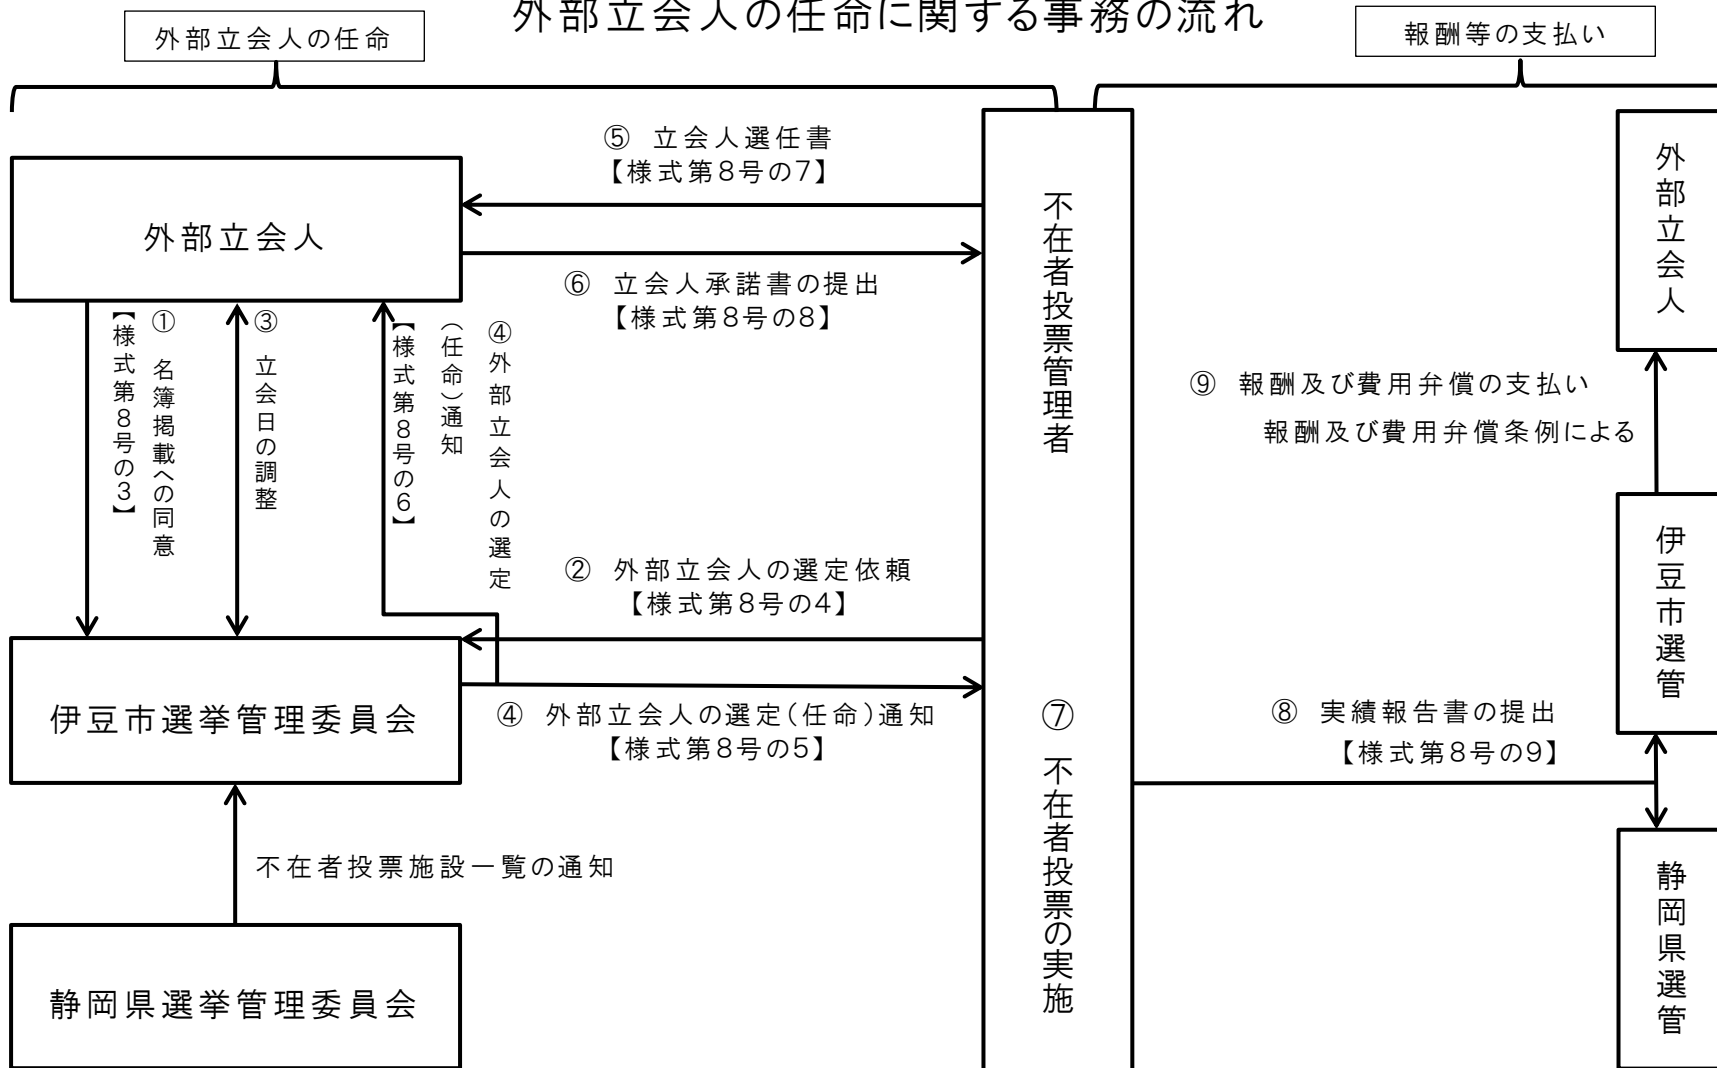 外部立会人の任命に関する事務の流れ
外部立会人の任命
報酬等の支払い
⑤ 立会人選任書
【様式第8号の7】
外部立会人
⑥ 立会人承諾書の提出
【様式第8号の8】
① 名簿掲載への同意
【様式第8号の3】
③ 立会日の調整
④外部立会人の選定
(任命)通知
【様式第8号の6】
② 外部立会人の選定依頼
【様式第8号の4】
伊豆市選挙管理委員会
④ 外部立会人の選定(任命)通知
【様式第8号の5】
不在者投票施設一覧の通知
静岡県選挙管理委員会
不在者投票管理者
⑦ 不在者投票の実施
外部立会人
⑨ 報酬及び費用弁償の支払い
報酬及び費用弁償条例による
伊豆市選管
⑧ 実績報告書の提出
【様式第8号の9】
静岡県選管